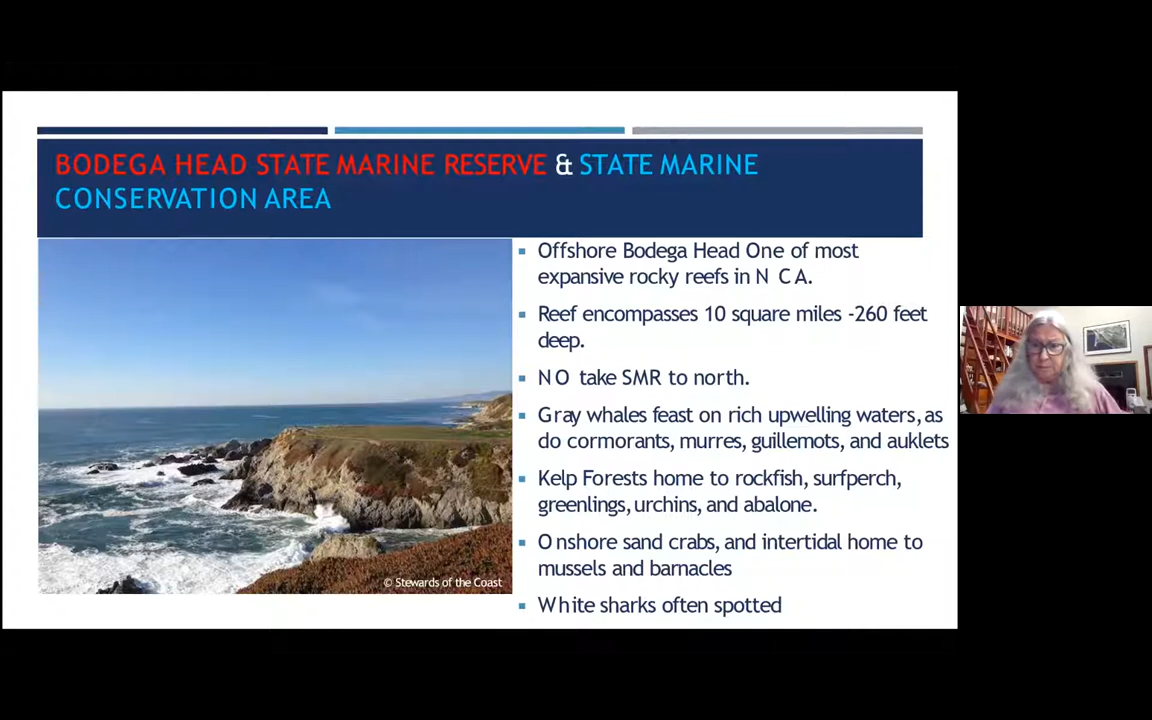 BODEGA HEAD STATE MARINE RESERVE & STATE MARINE
CONSERVATION AREA
▪ Offshore Bodega Head One of most
expansive rocky reefs in N CA.
▪ Reef encompasses 10 square miles -260 feet
deep.
▪ NO take SMR to north.
▪ Gray whales feast on rich upwelling waters, as
do cormorants, murres, guillemots, and auklets
▪ Kelp Forests home to rockfish, surfperch,
greenlings, urchins, and abalone.
▪ Onshore sand crabs, and intertidal home to
mussels and barnacles
▪ White sharks often spotted
© Stewards of the Coast